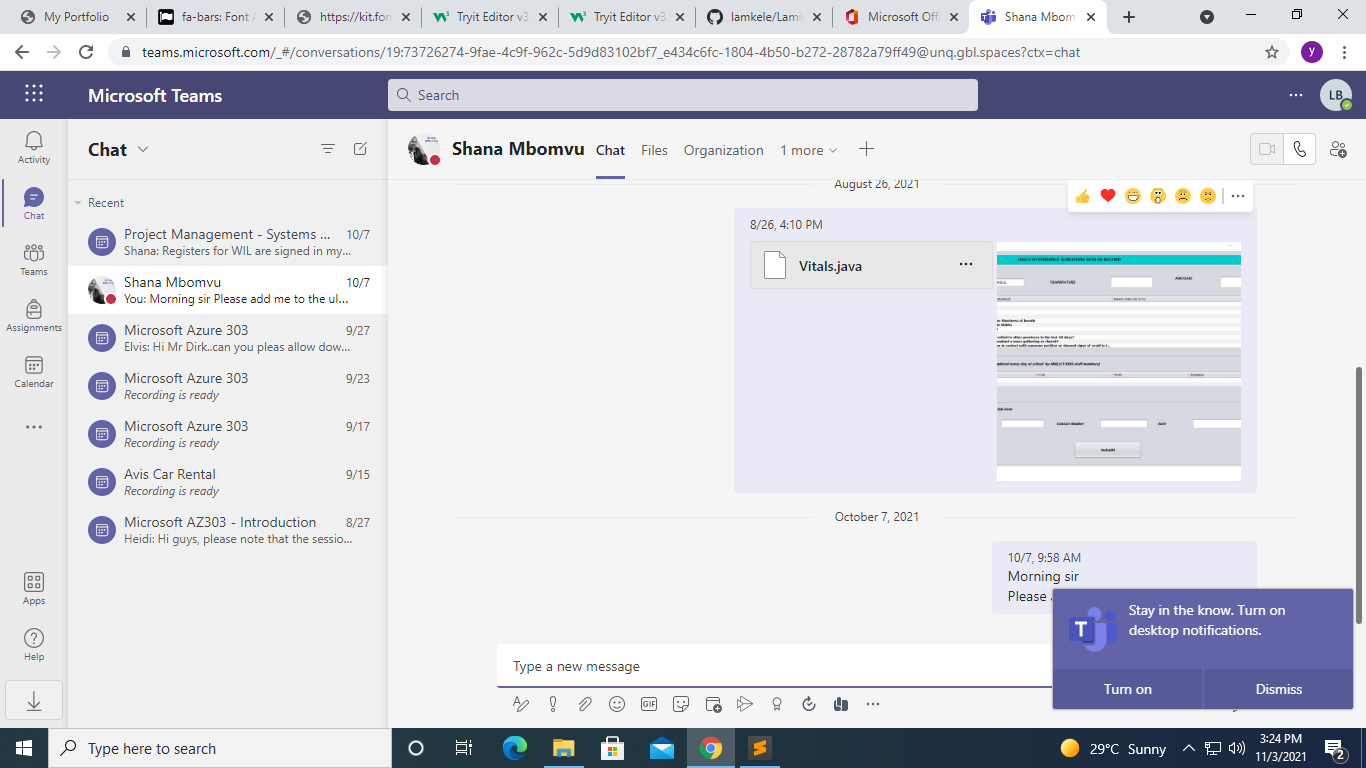 My Portfolio
fa-bars: Font A
https://kit.fon
Tryit Editor v3
Tryit Editor v3
lamkele/Lami
Microsoft Off
Shana Mbom
teams.microsoft.com/_#/conversations/19:73726274-9fae-4c9f-962c-5d9d83102bf7_e434c6fc-1804-4b50-b272-28782a79ff49@unq.gbl.spaces?ctx=chat
y
Microsoft Teams
Search
LB
Activity
Chat
Teams
Assignments
Calendar
Apps
Help
Chat
Recent
Project Management - Systems ... 10/7
Shana: Registers for WIL are signed in my...
Shana Mbomvu 10/7
You: Morning sir Please add me to the ul...
Microsoft Azure 303 9/27
Elvis: Hi Mr Dirk..can you pleas allow dow...
Microsoft Azure 303 9/23
Recording is ready
Microsoft Azure 303 9/17
Recording is ready
Avis Car Rental 9/15
Recording is ready
Microsoft AZ303 - Introduction 8/27
Heidi: Hi guys, please note that the sessio...
Shana Mbomvu Chat Files Organization 1 more
August 26, 2021
8/26, 4:10 PM
Vitals.java
DAILY ATTENDANCE SCREENING HEALTH RECORD
TEMPERATURE
AGE CLASS
Contact Number
Date
Submit
October 7, 2021
10/7, 9:58 AM
Morning sir
Please
Stay in the know. Turn on
desktop notifications.
Turn on Dismiss
Type a new message
GIF
Type here to search
29°C Sunny
3:24 PM
11/3/2021
2